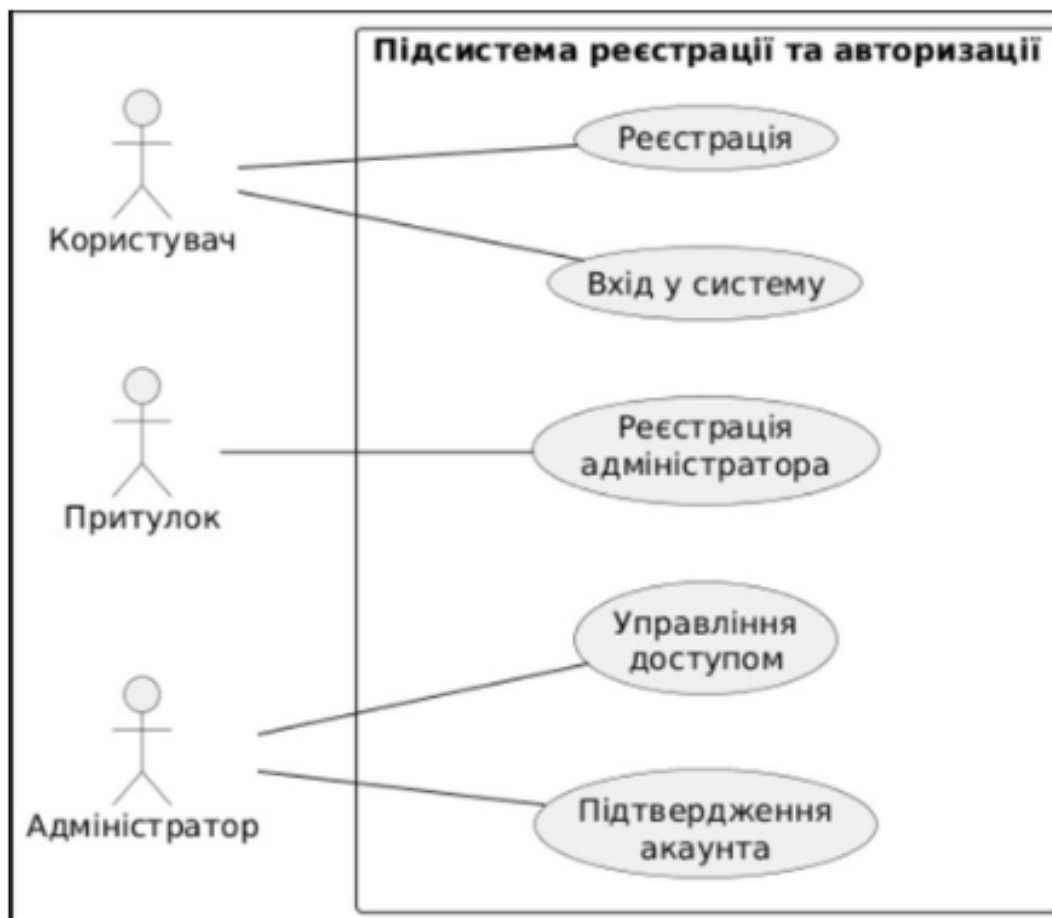 Підсистема реєстрації та авторизації
Реєстрація
Користувач
Вхід у систему
Реєстрація
адміністратора
Притулок
Управління
доступом
Адміністратор
Підтвердження
акаунта